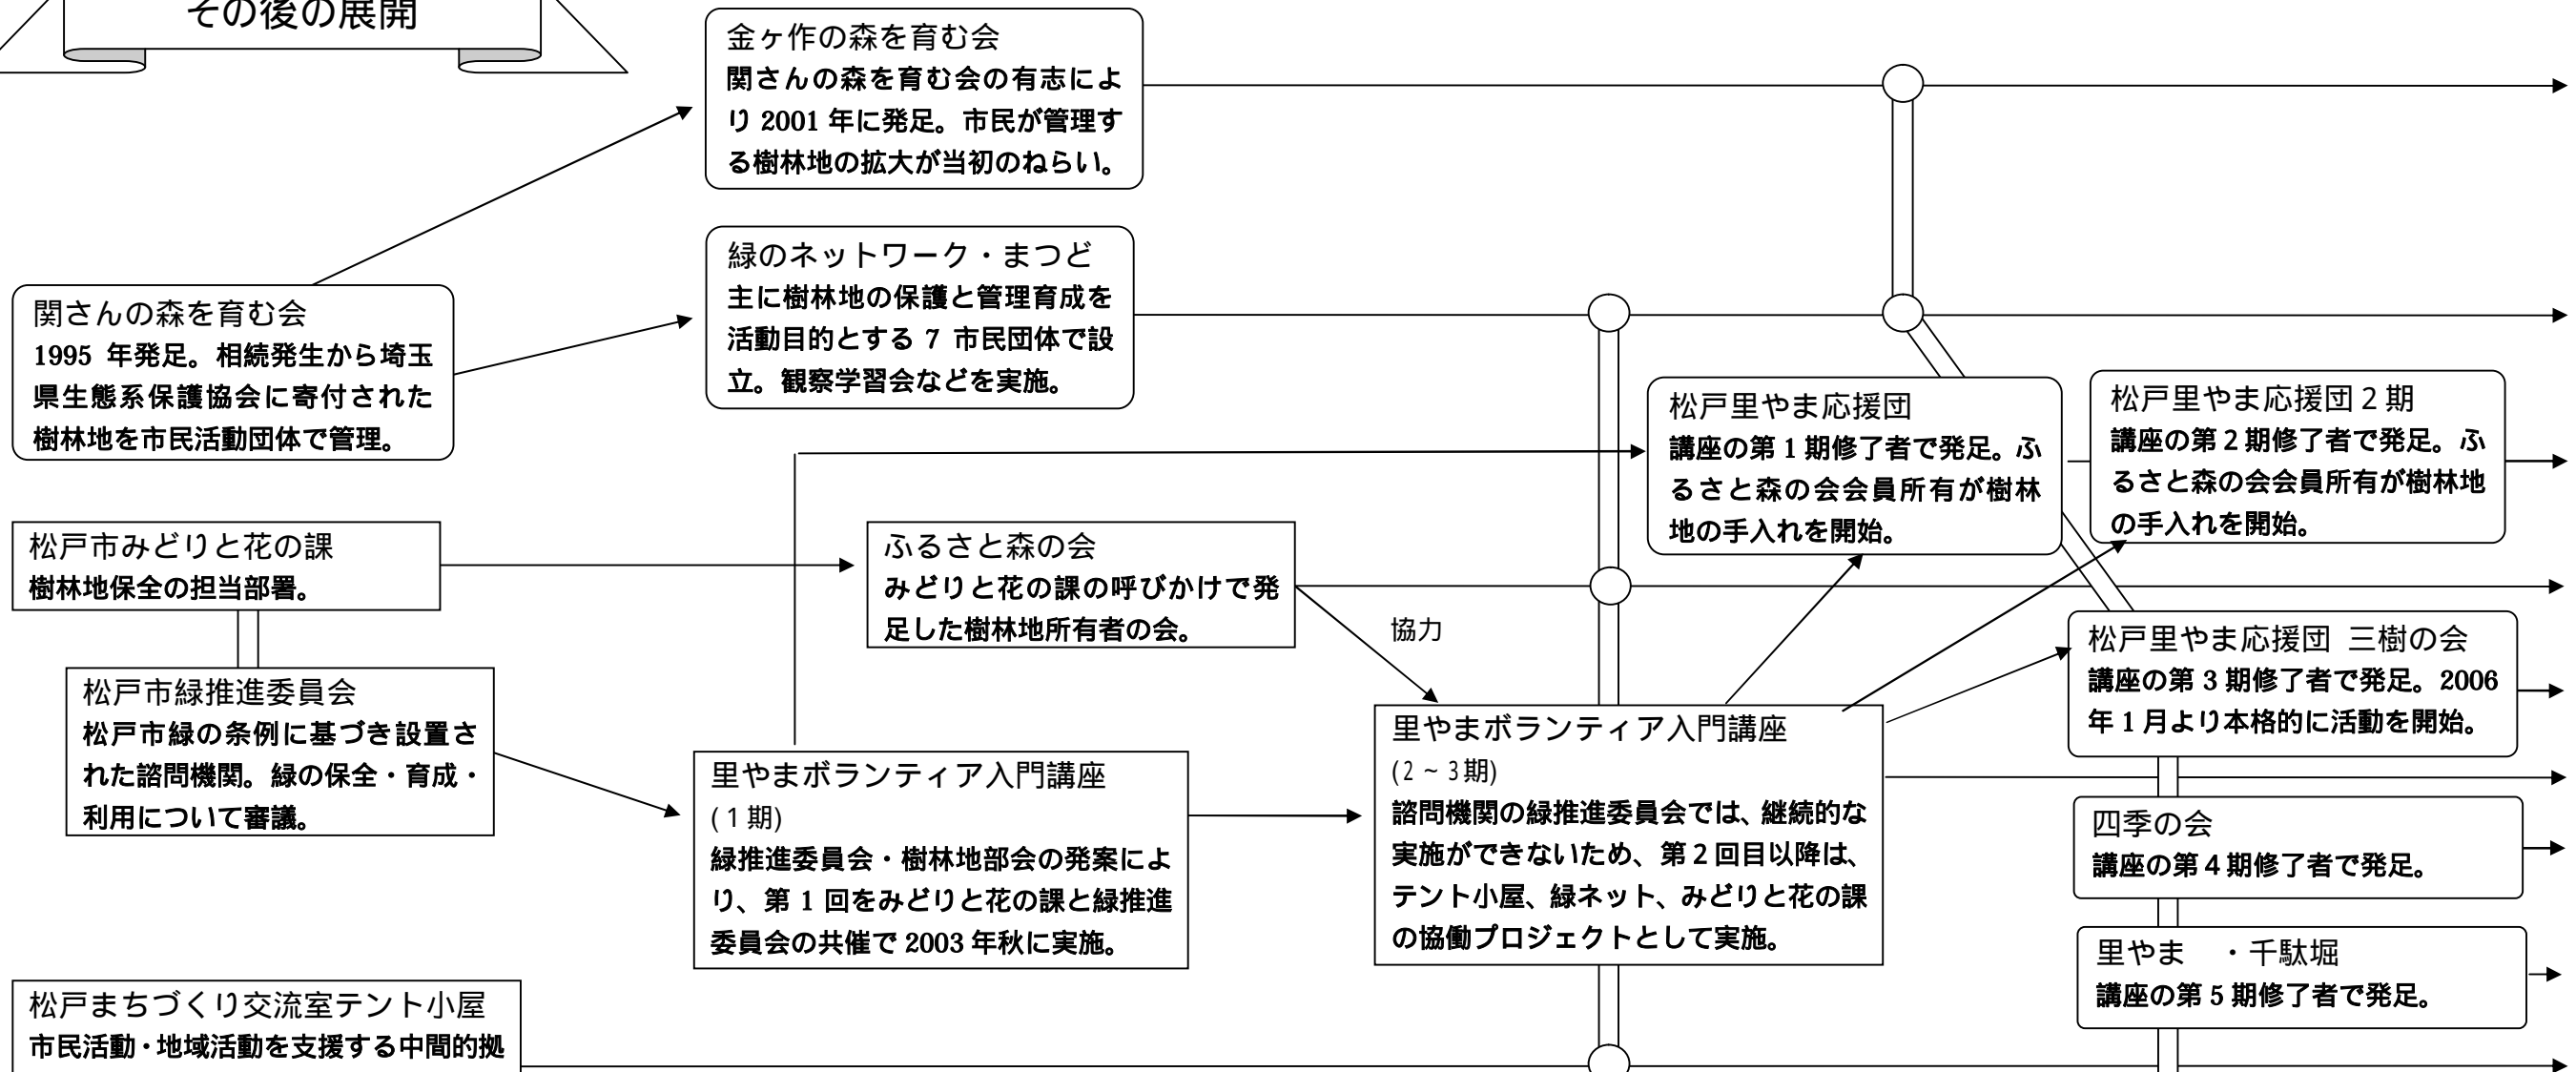 その後の展開
金ヶ作の森を育む会
関さんの森を育む会の有志によ
り 2001 年に発足。市民が管理す
る樹林地の拡大が当初のねらい。
緑のネットワーク・まつど
主に樹林地の保護と管理育成を
活動目的とする 7 市民団体で設
立。観察学習会などを実施。
関さんの森を育む会
1995 年発足。相続発生から埼玉
県生態系保護協会に寄付された
樹林地を市民活動団体で管理。
松戸里やま応援団
講座の第 1 期修了者で発足。ふ
るさと森の会会員所有が樹林
地の手入れを開始。
松戸里やま応援団 2 期
講座の第 2 期修了者で発足。ふ
るさと森の会会員所有が樹林地
の手入れを開始。
松戸市みどりと花の課
樹林地保全の担当部署。
ふるさと森の会
みどりと花の課の呼びかけで発
足した樹林地所有者の会。
協力
松戸里やま応援団 三樹の会
講座の第 3 期修了者で発足。2006
年 1 月より本格的に活動を開始。
松戸市緑推進委員会
松戸市緑の条例に基づき設置さ
れた諮問機関。緑の保全・育成・
利用について審議。
里やまボランティア入門講座
(1 期)
緑推進委員会・樹林地部会の発案によ
り、第 1 回をみどりと花の課と緑推進
委員会の共催で 2003 年秋に実施。
里やまボランティア入門講座
(2 ~ 3 期)
諮問機関の緑推進委員会では、継続的な
実施ができないため、第 2 回目以降は、
テント小屋、緑ネット、みどりと花の課
の協働プロジェクトとして実施。
四季の会
講座の第 4 期修了者で発足。
里やま ・千駄堀
講座の第 5 期修了者で発足。
松戸まちづくり交流室テント小屋
市民活動・地域活動を支援する中間的拠